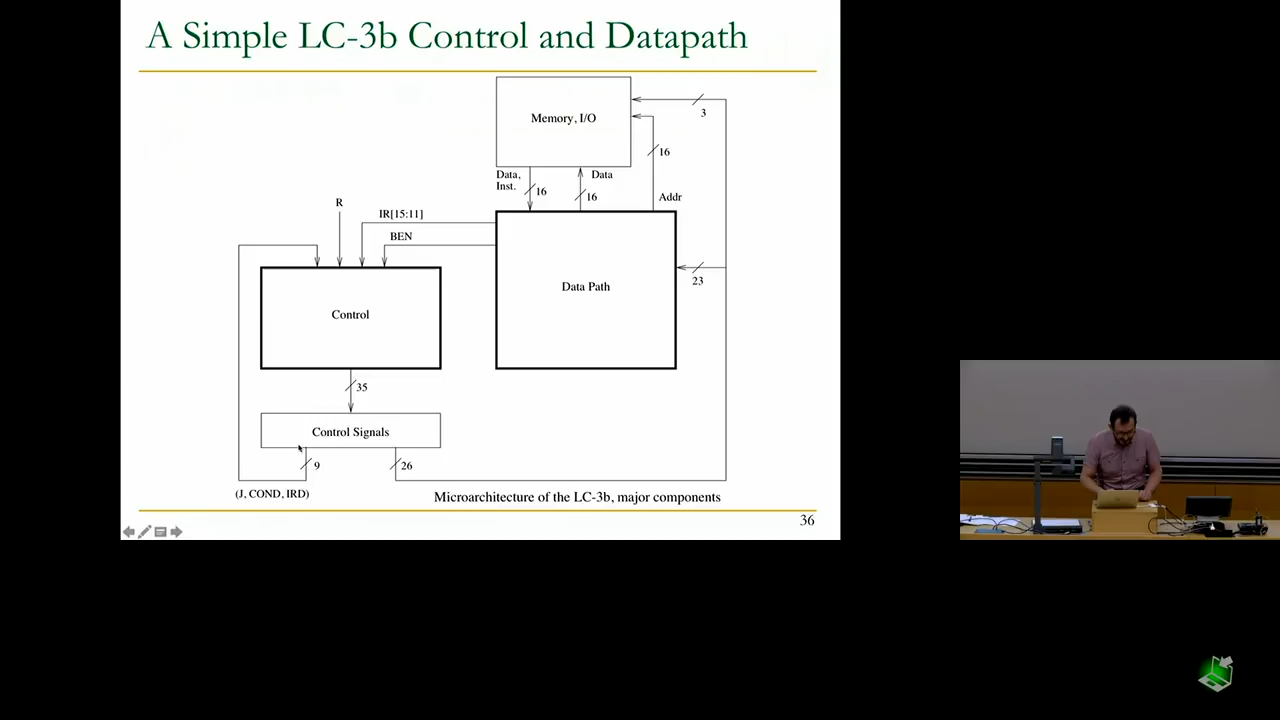 A Simple LC-3b Control and Datapath
Memory, I/O
3
16
Data,
Inst.
16
Data
16
Addr
R
IR[15:11]
BEN
Control
Data Path
23
35
Control Signals
9
26
(J, COND, IRD)
Microarchitecture of the LC-3b, major components
36